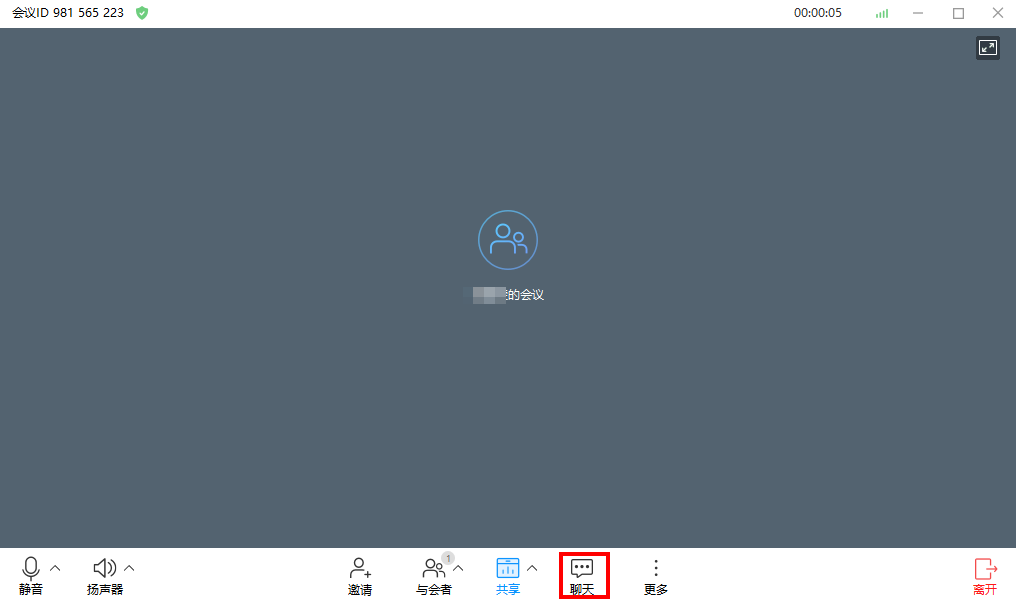 会议ID 981 565 223
00:00:05
的会议
静音
扬声器
邀请
1
与会者
共享
聊天
更多
离开